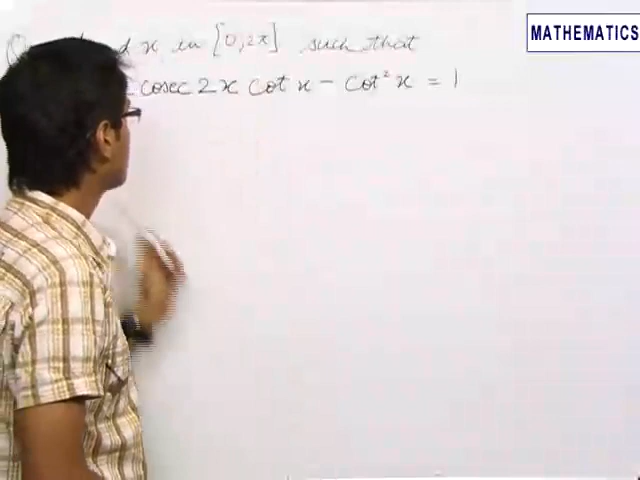 MATHEMATICS
x in [0, 2π] such that
cosec 2x cot x - cot² x = 1